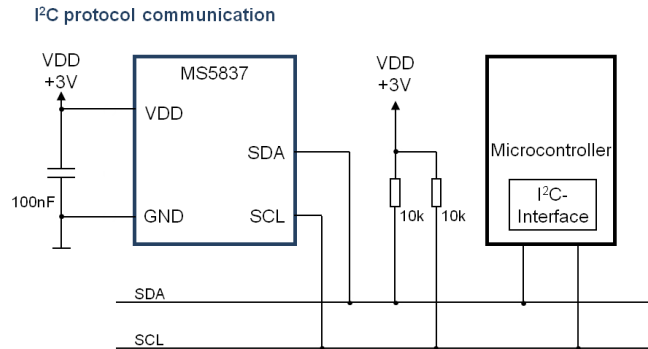 I²C protocol communication
VDD
+3V
MS5837
VDD
SDA
GND
SCL
100nF
VDD
+3V
10k
10k
Microcontroller
I²C-
Interface
SDA
SCL